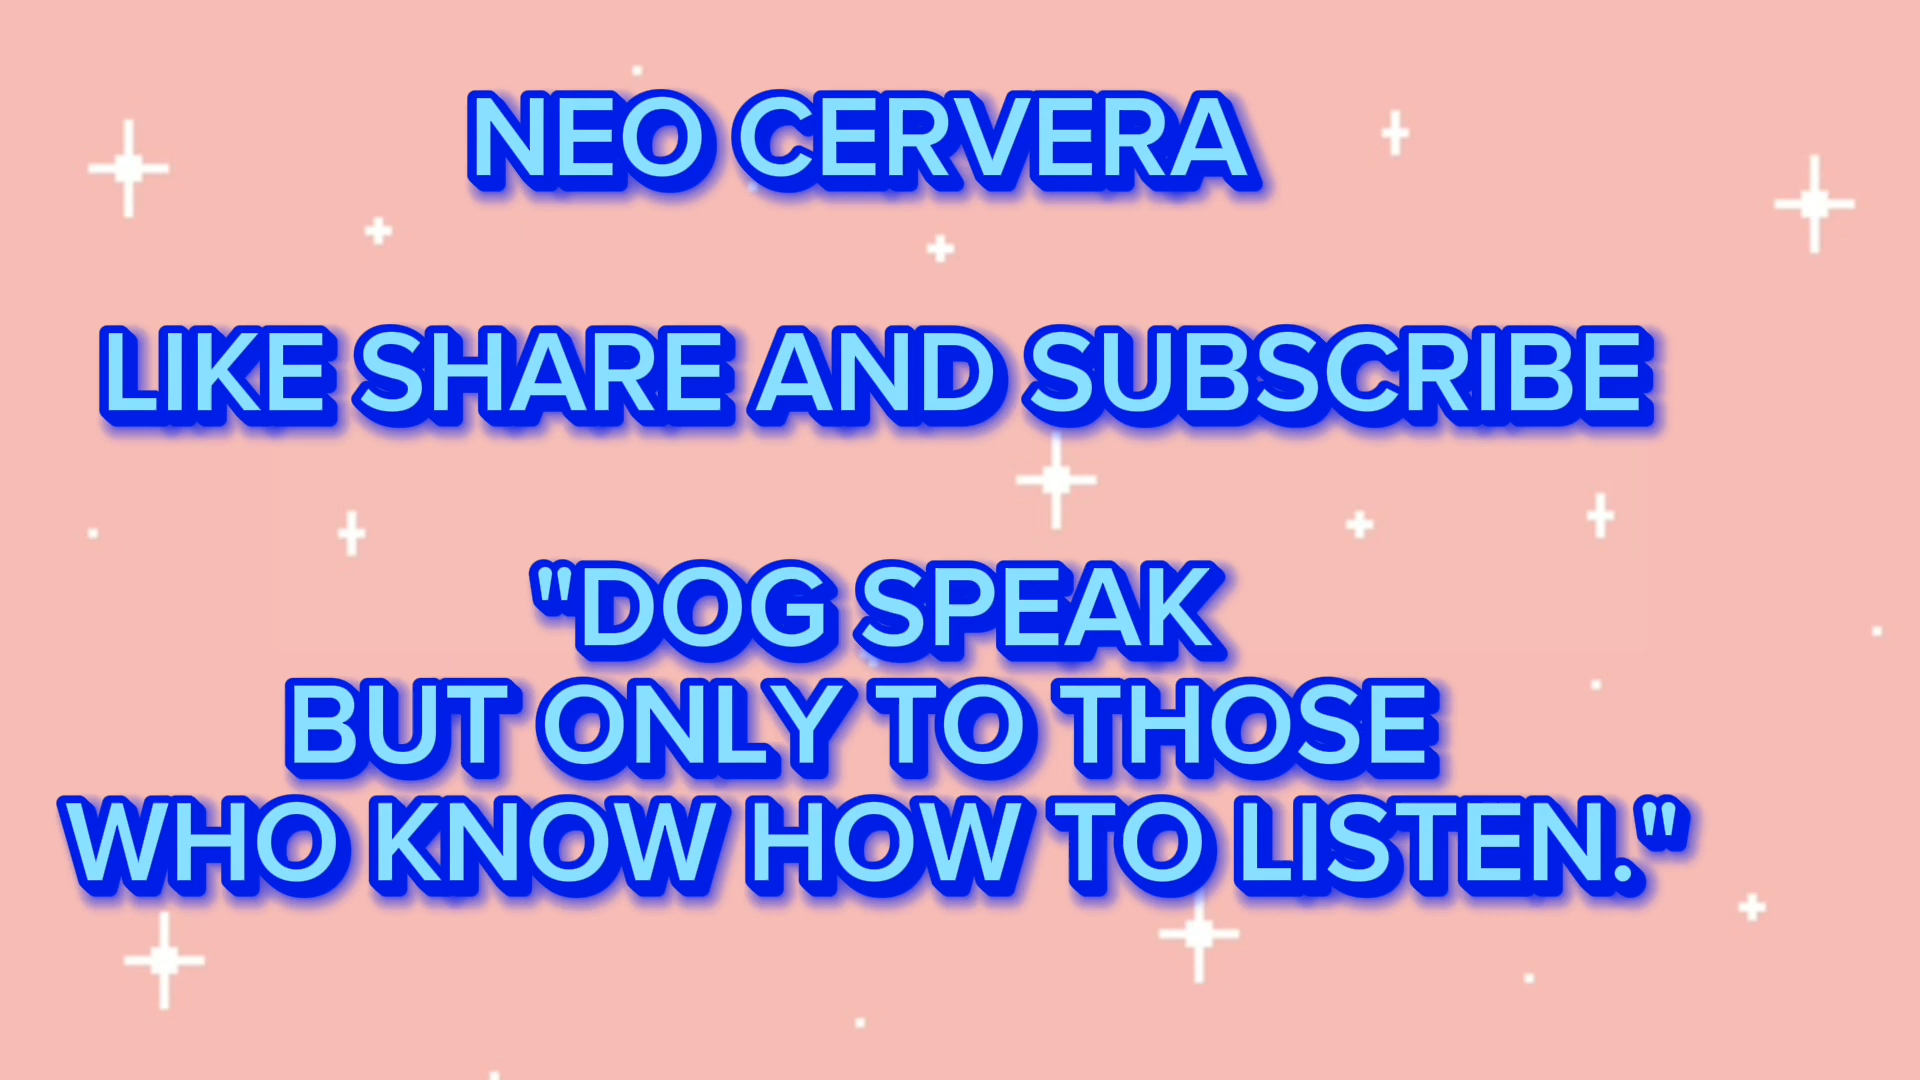 NEO CERVERA
LIKE SHARE AND SUBSCRIBE
"DOG SPEAK
BUT ONLY TO THOSE
WHO KNOW HOW TO LISTEN."